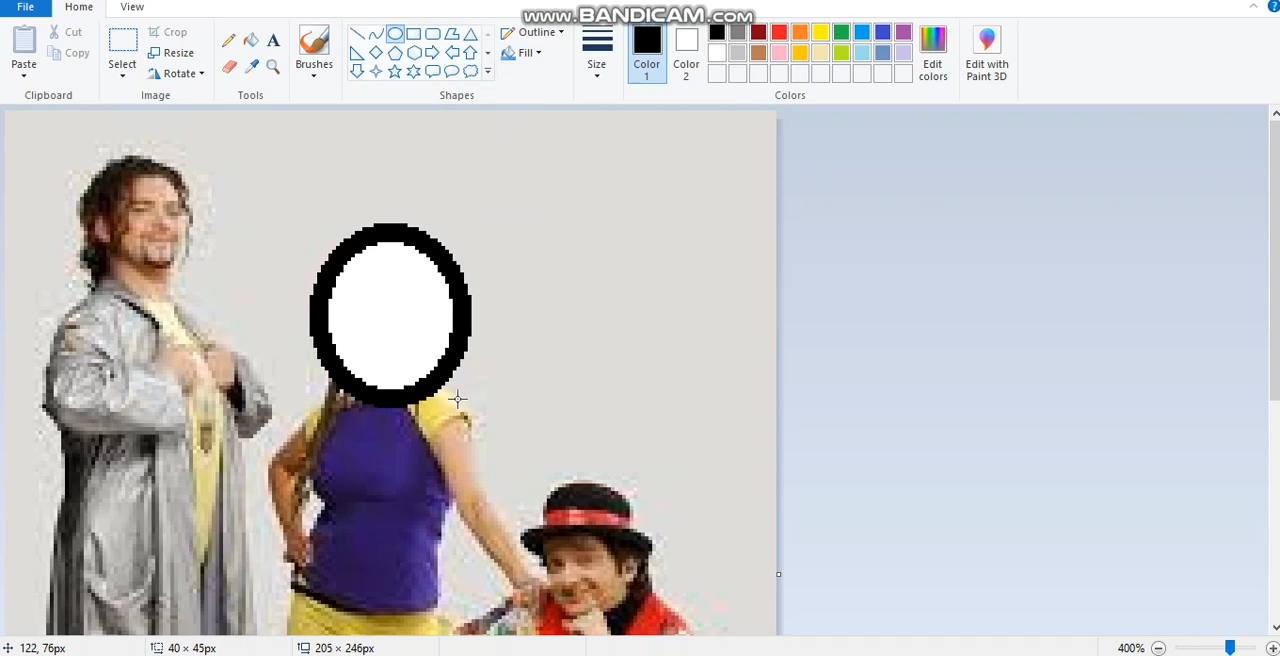 www.BANDICAM.com
File Home View
Paste
Cut
Copy
Clipboard
Select
Crop
Resize
Rotate
Image
Tools
Brushes
Outline
Fill
Shapes
Size
Color 1
Color 2
Edit colors
Colors
Edit with Paint 3D
122, 76px 40 × 45px 205 × 246px 400%